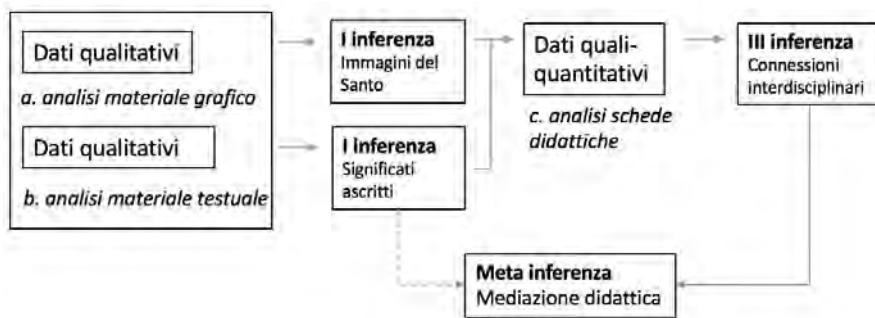 Dati qualitativi
a. analisi materiale grafico
Dati qualitativi
b. analisi materiale testuale
I inferenza
Immagini del
Santo
I inferenza
Significati
ascritti
Dati quali-
quantitativi
c. analisi schede
didattiche
III inferenza
Connessioni
interdisciplinari
Meta inferenza
Mediazione didattica